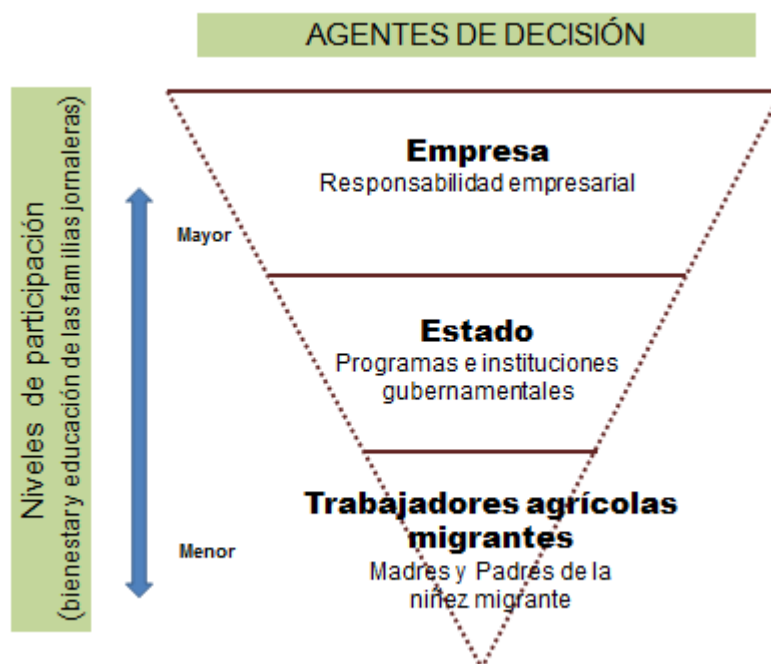 AGENTES DE DECISIÓN
Niveles de participación
(bienestar y educación de las familias jornaleras)
Empresa
Responsabilidad empresarial
Mayor
Estado
Programas e instituciones
gubernamentales
Trabajadores agrícolas
migrantes
Menor
Madres y Padres de la
niñez migrante